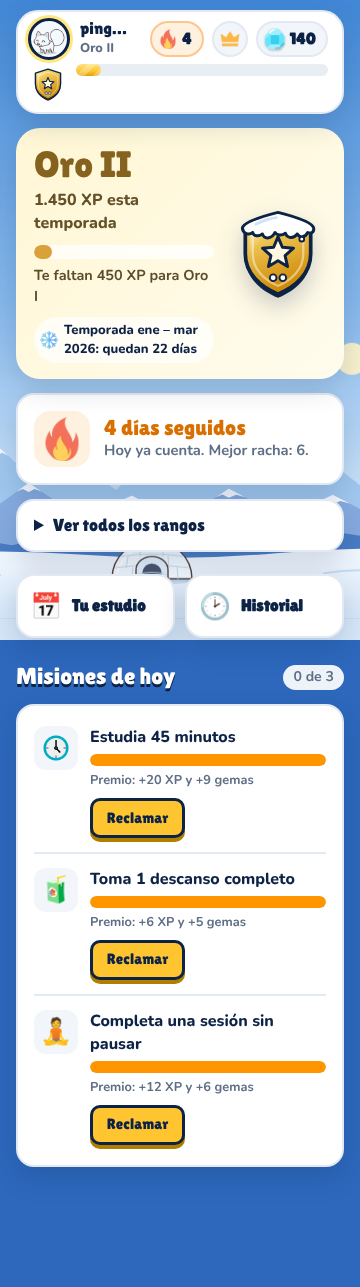 ping...
Oro II
4
140
Oro II
1.450 XP esta
temporada
Te faltan 450 XP para Oro
I
Temporada ene – mar
2026: quedan 22 días
4 días seguidos
Hoy ya cuenta. Mejor racha: 6.
Ver todos los rangos
July
17
Tu estudio
Historial
Misiones de hoy
0 de 3
Estudia 45 minutos
Premio: +20 XP y +9 gemas
Reclamar
Toma 1 descanso completo
Premio: +6 XP y +5 gemas
Reclamar
Completa una sesión sin
pausar
Premio: +12 XP y +6 gemas
Reclamar